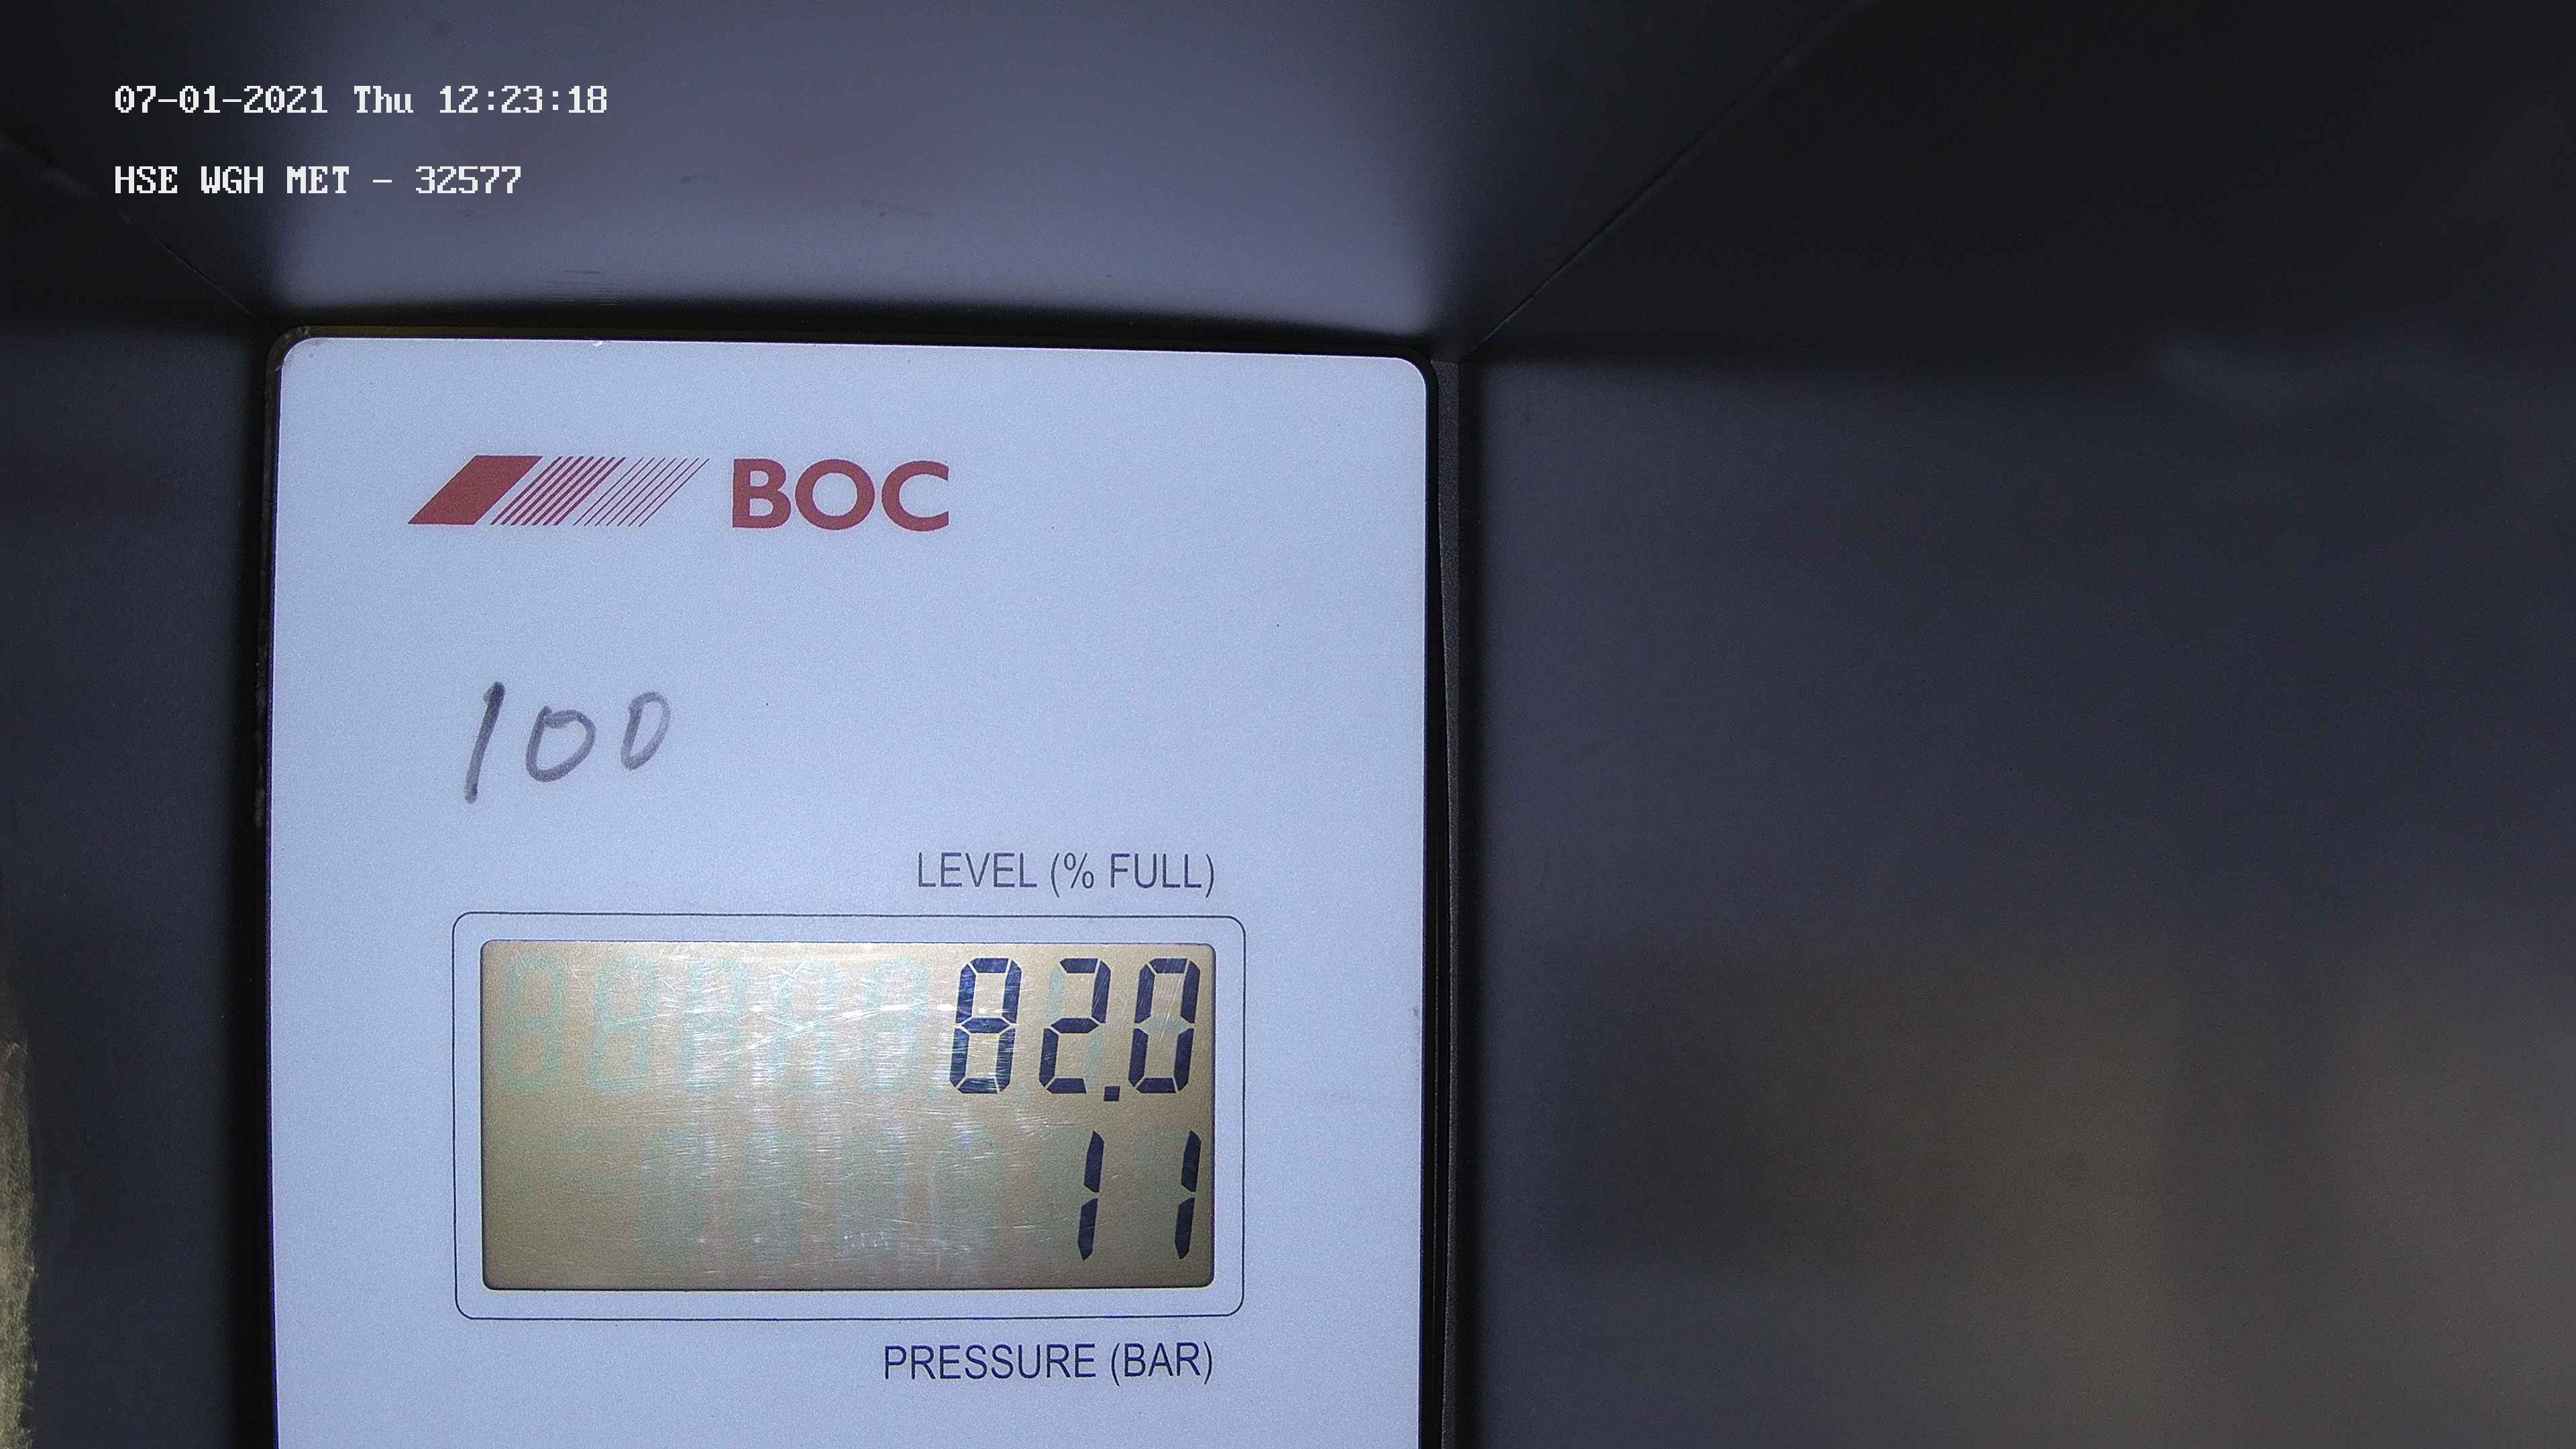 07-01-2021 Thu 12:23:18
HSE WGH MET - 32577
BOC
100
LEVEL (% FULL)
82.0
11
PRESSURE (BAR)